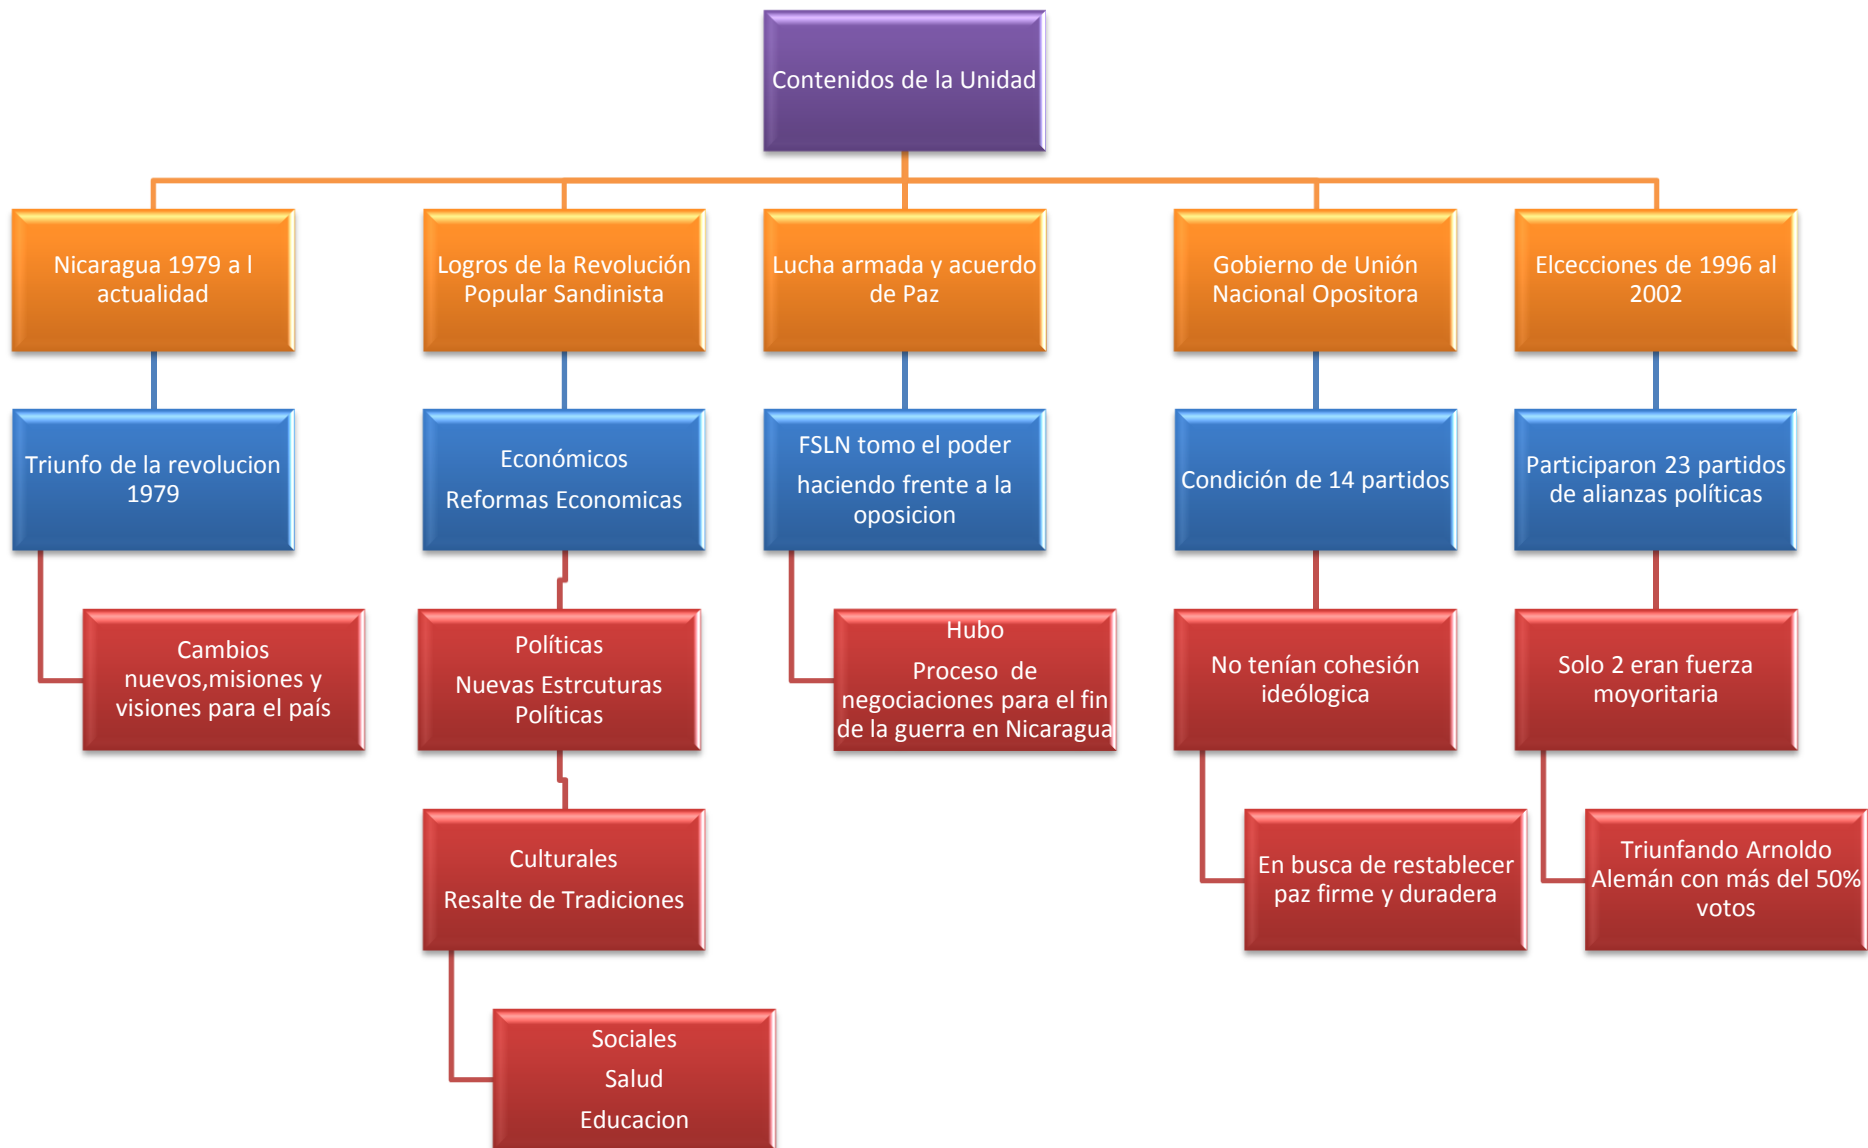 Contenidos de la Unidad
Nicaragua 1979 a l
actualidad
Logros de la Revolución
Popular Sandinista
Lucha armada y acuerdo
de Paz
Gobierno de Unión
Nacional Opositora
Elcecciones de 1996 al
2002
Triunfo de la revolucion
1979
Económicos
Reformas Economicas
FSLN tomo el poder
haciendo frente a la
oposicion
Condición de 14 partidos
Participaron 23 partidos
de alianzas políticas
Cambios
nuevos,misiones y
visiones para el país
Políticas
Nuevas Estrcuturas
Políticas
Hubo
Proceso de
negociaciones para el fin
de la guerra en Nicaragua
No tenían cohesión
ideólogica
Solo 2 eran fuerza
moyoritaria
Culturales
Resalte de Tradiciones
En busca de restablecer
paz firme y duradera
Triunfando Arnoldo
Alemán con más del 50%
votos
Sociales
Salud
Educacion